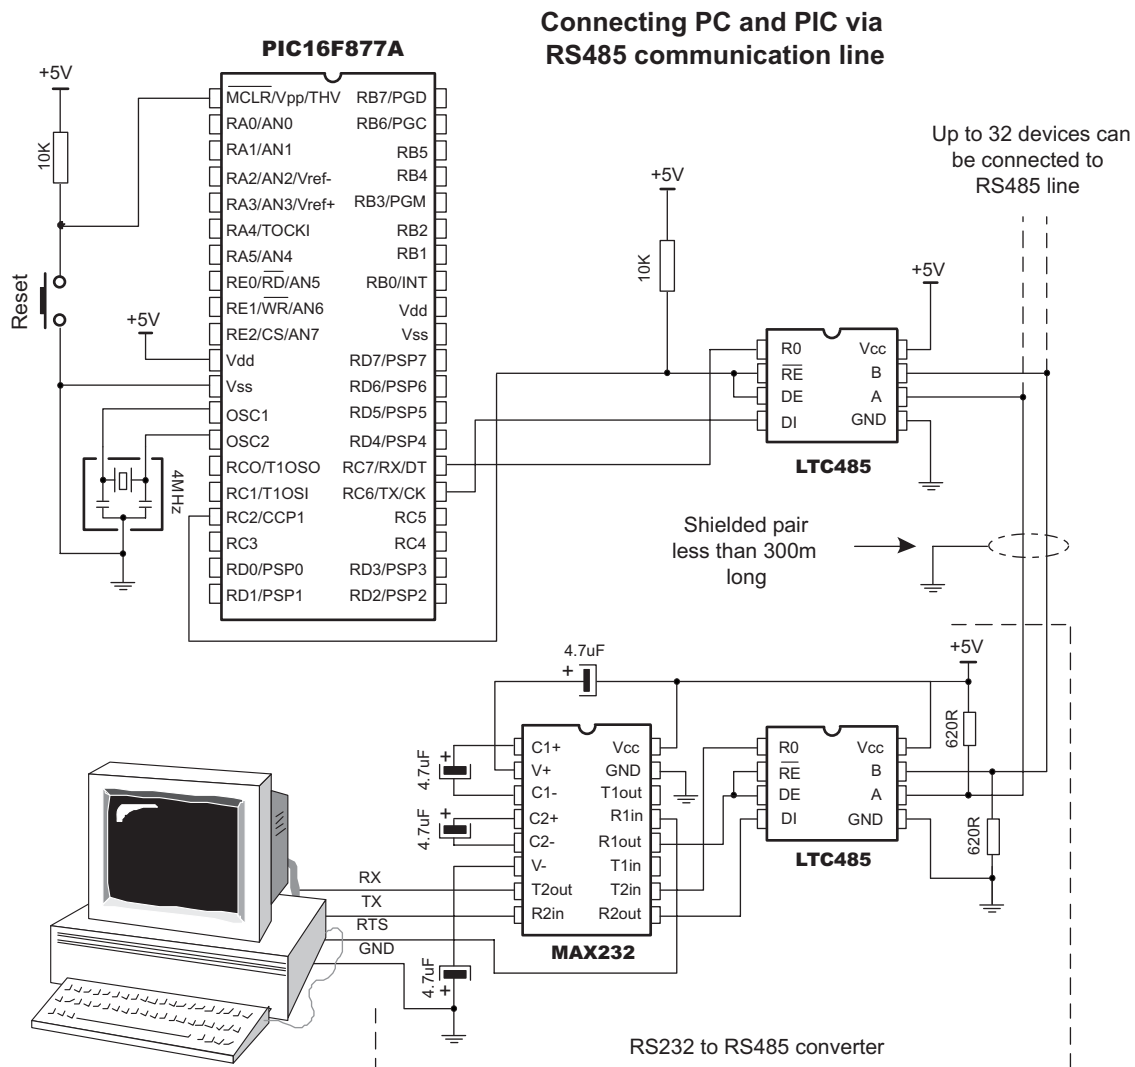 Connecting PC and PIC via
RS485 communication line
PIC16F877A
+5V
10K
Reset
+5V
4MHz
MCLR/Vpp/THV
RA0/AN0
RA1/AN1
RA2/AN2/Vref-
RA3/AN3/Vref+
RA4/TOCKI
RA5/AN4
RE0/RD/AN5
RE1/WR/AN6
RE2/CS/AN7
Vdd
Vss
OSC1
OSC2
RCO/T1OSO
RC1/T1OSI
RC2/CCP1
RC3
RD0/PSP0
RD1/PSP1
RB7/PGD
RB6/PGC
RB5
RB4
RB3/PGM
RB2
RB1
RB0/INT
Vdd
Vss
RD7/PSP7
RD6/PSP6
RD5/PSP5
RD4/PSP4
RC7/RX/DT
RC6/TX/CK
RC5
RC4
RD3/PSP3
RD2/PSP2
Up to 32 devices can
be connected to
RS485 line
+5V
10K
+5V
R0
RE
DE
DI
Vcc
B
A
GND
LTC485
Shielded pair
less than 300m
long
4.7uF
+
+5V
620R
620R
4.7uF
+
4.7uF
+
4.7uF
+
C1+
V+
C1-
C2+
C2-
V-
T2out
R2in
Vcc
GND
T1out
R1in
R1out
T1in
T2in
R2out
MAX232
R0
RE
DE
DI
Vcc
B
A
GND
LTC485
RX
TX
RTS
GND
RS232 to RS485 converter